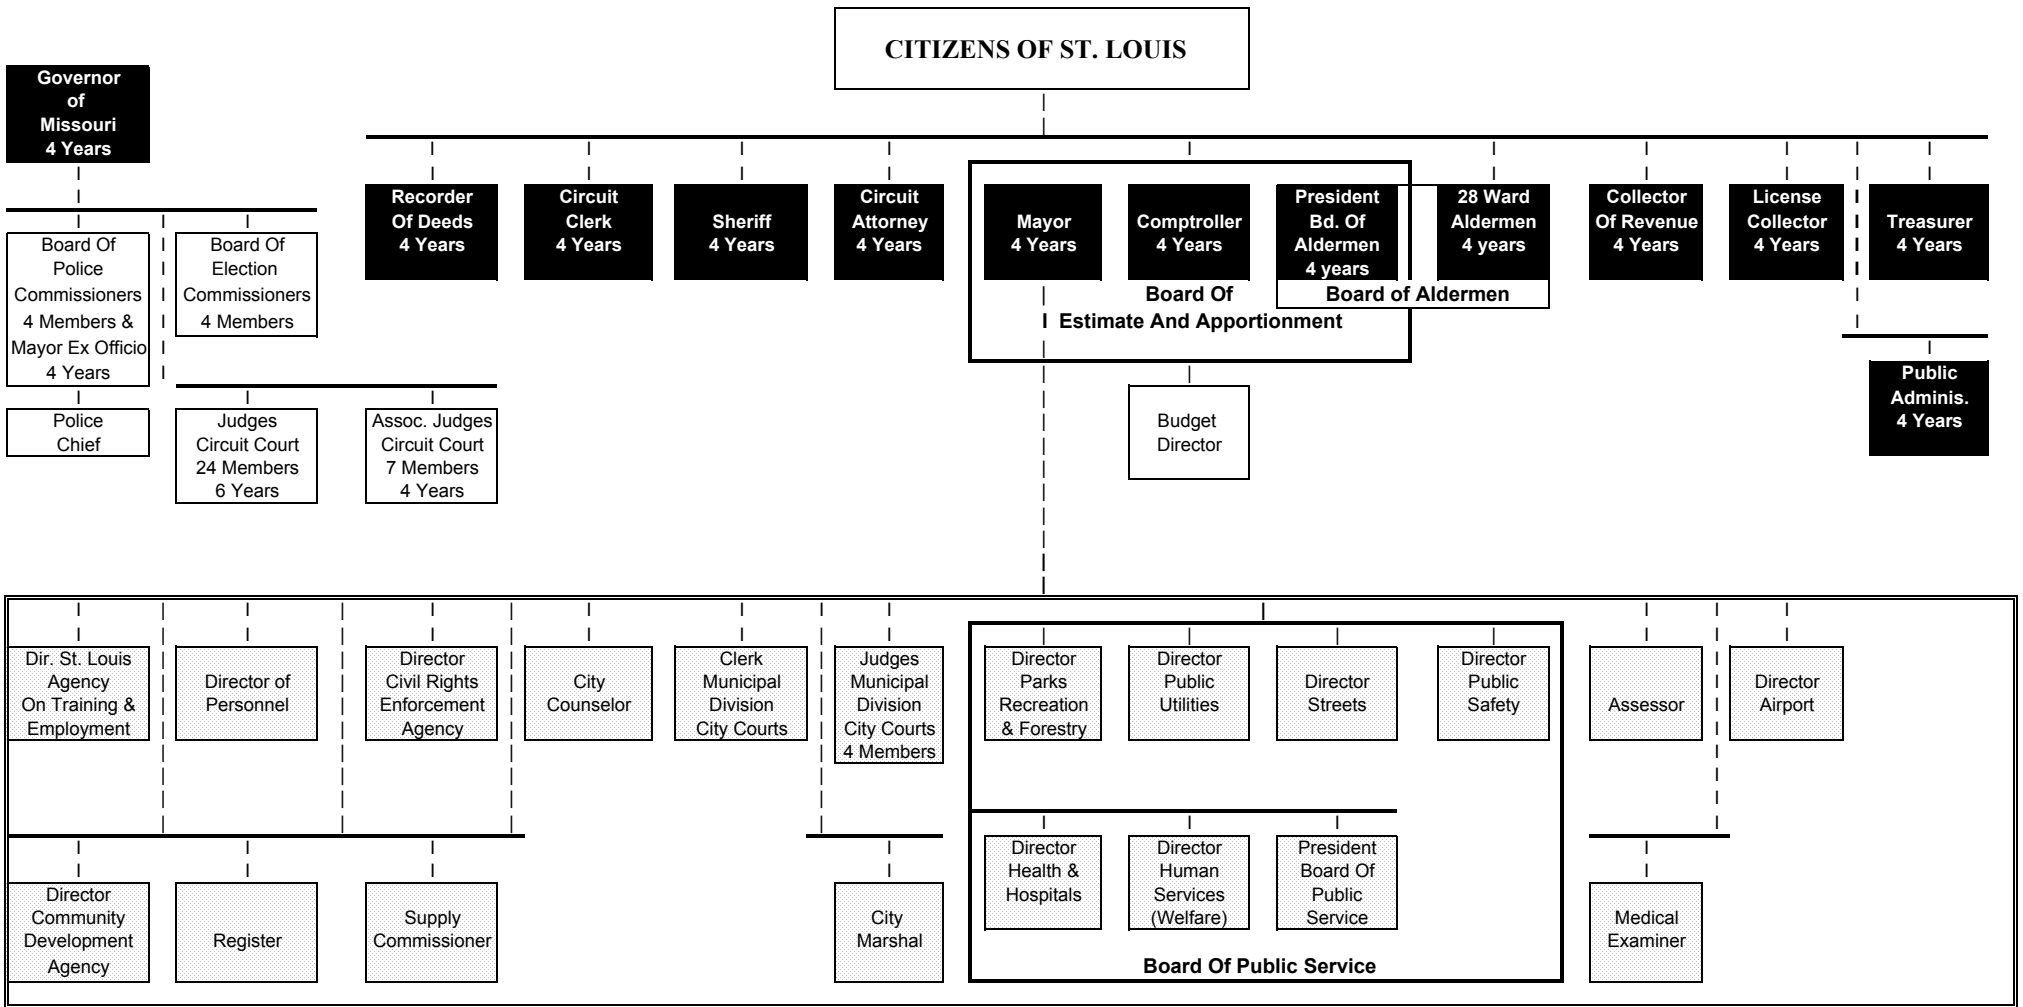 CITIZENS OF ST. LOUIS
Governor
of
Missouri
4 Years
Recorder
Of Deeds
4 Years
Circuit
Clerk
4 Years
Sheriff
4 Years
Circuit
Attorney
4 Years
Mayor
4 Years
Comptroller
4 Years
President
Bd. Of
Aldermen
4 years
28 Ward
Aldermen
4 years
Collector
Of Revenue
4 Years
License
Collector
4 Years
Treasurer
4 Years
Board Of
Estimate And Apportionment
Board of Aldermen
Board Of
Police
Commissioners
4 Members &
Mayor Ex Officio
4 Years
Board Of
Election
Commissioners
4 Members
Public
Adminis.
4 Years
Police
Chief
Judges
Circuit Court
24 Members
6 Years
Assoc. Judges
Circuit Court
7 Members
4 Years
Budget
Director
Dir. St. Louis
Agency
On Training &
Employment
Director of
Personnel
Director
Civil Rights
Enforcement
Agency
City
Counselor
Clerk
Municipal
Division
City Courts
Judges
Municipal
Division
City Courts
4 Members
Director
Parks
Recreation
& Forestry
Director
Public
Utilities
Director
Streets
Director
Public
Safety
Assessor
Director
Airport
Director
Community
Development
Agency
Register
Supply
Commissioner
City
Marshal
Director
Health &
Hospitals
Director
Human
Services
(Welfare)
President
Board Of
Public
Service
Medical
Examiner
Board Of Public Service